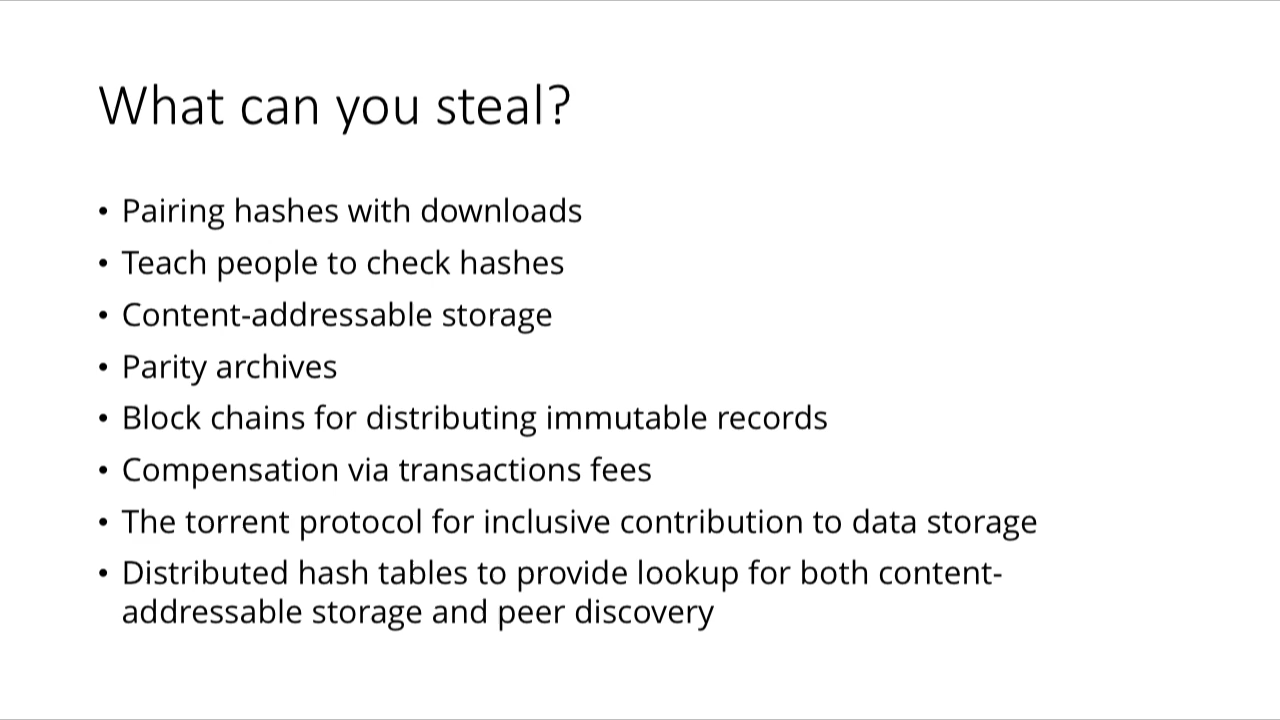 What can you steal?
• Pairing hashes with downloads
• Teach people to check hashes
• Content-addressable storage
• Parity archives
• Block chains for distributing immutable records
• Compensation via transactions fees
• The torrent protocol for inclusive contribution to data storage
• Distributed hash tables to provide lookup for both content-
addressable storage and peer discovery